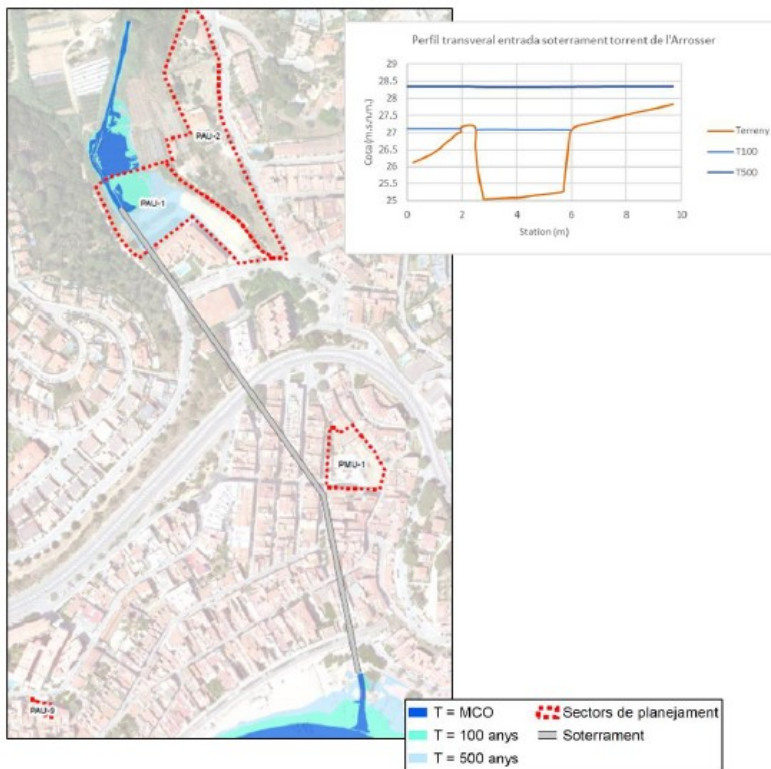 Perfil transveral entrada soterrament torrent de l'Arrosser
Cota (m.s.n.m.)
29
28.5
28
27.5
27
26.5
26
25.5
25
0
2
4
6
8
10
Station (m)
Terreny
T100
T500
PAU-2
PAU-1
PMU-1
PAU-9
T = MCO
T = 100 anys
T = 500 anys
Sectors de planejament
Soterrament